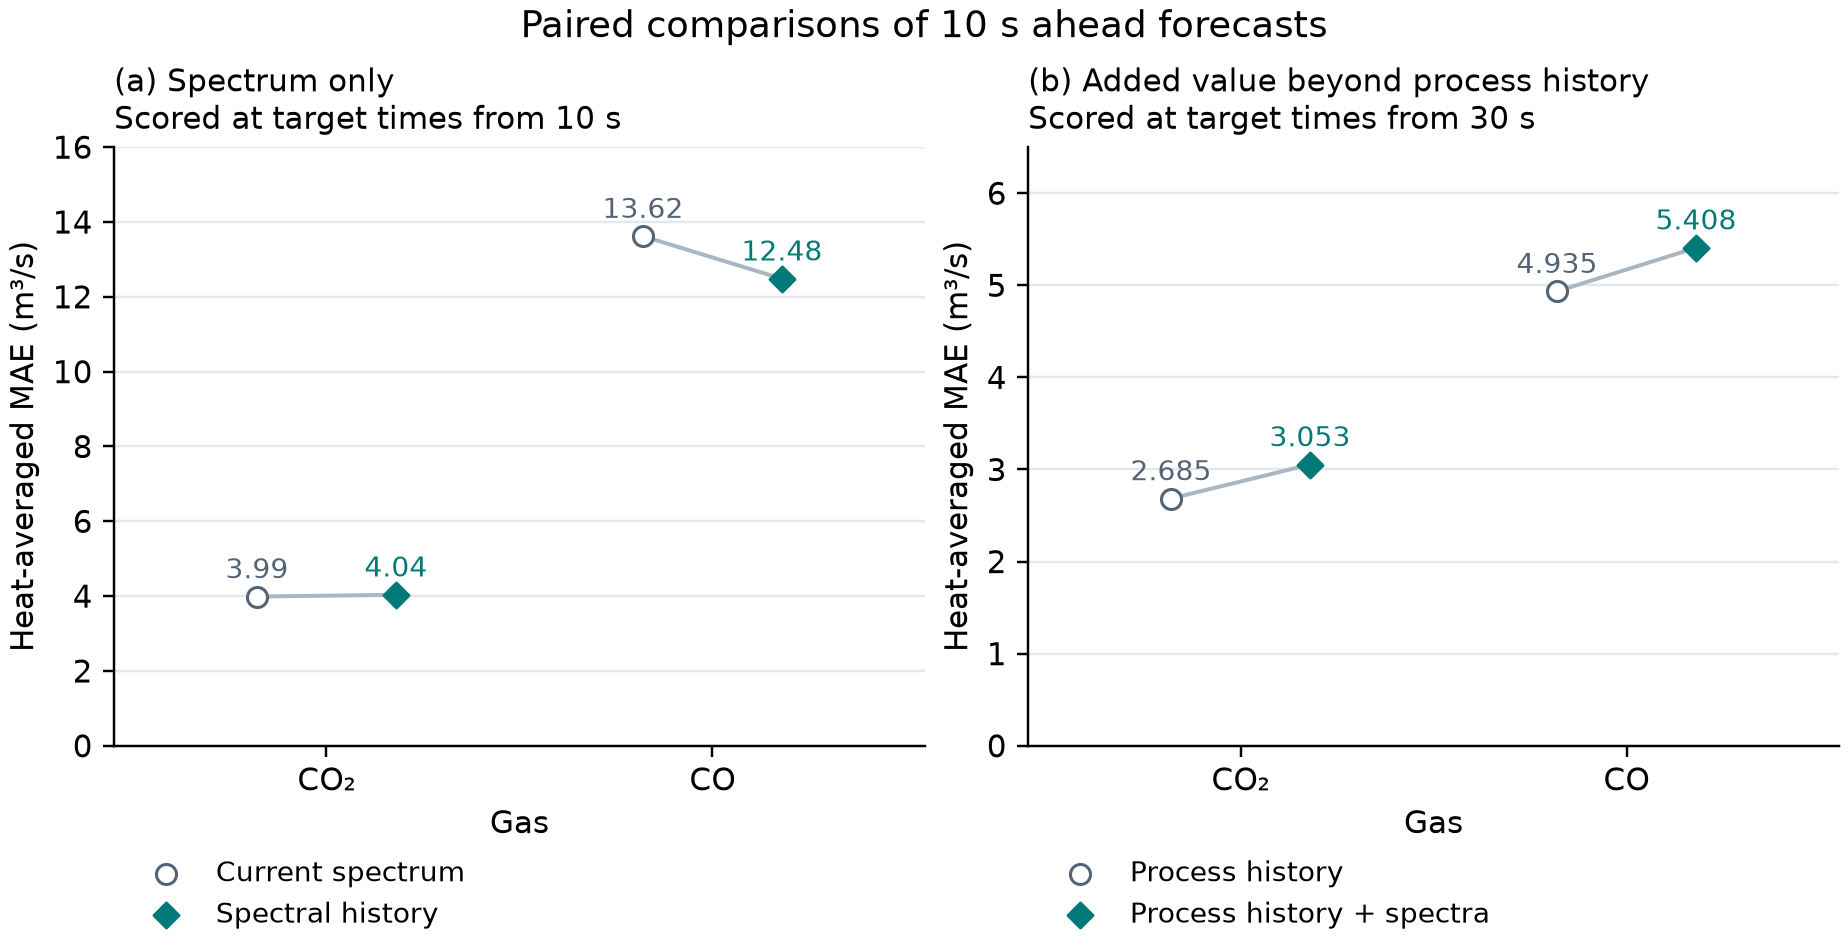 Paired comparisons of 10 s ahead forecasts
(a) Spectrum only
Scored at target times from 10 s
Heat-averaged MAE (m³/s)
16
14
12
10
8
6
4
2
0
13.62
12.48
3.99
4.04
CO₂
CO
Gas
Current spectrum
Spectral history
(b) Added value beyond process history
Scored at target times from 30 s
Heat-averaged MAE (m³/s)
6
5
4
3
2
1
0
5.408
4.935
3.053
2.685
CO₂
CO
Gas
Process history
Process history + spectra